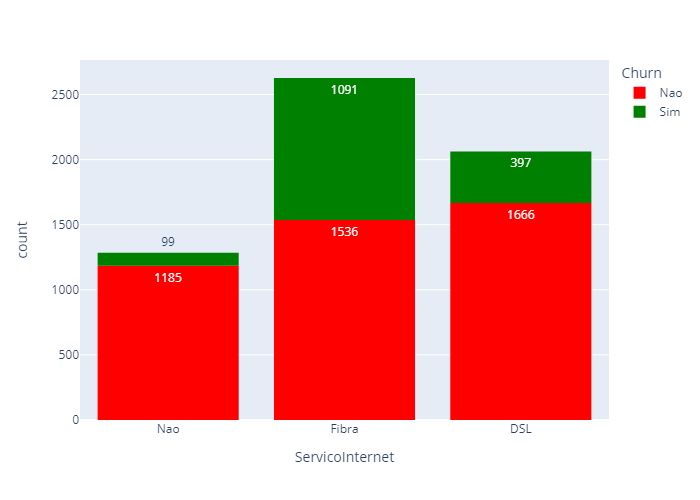 Churn
Nao
Sim
count
2500
2000
1500
1000
500
0
99
1185
1091
1536
397
1666
Nao
Fibra
DSL
ServicoInternet